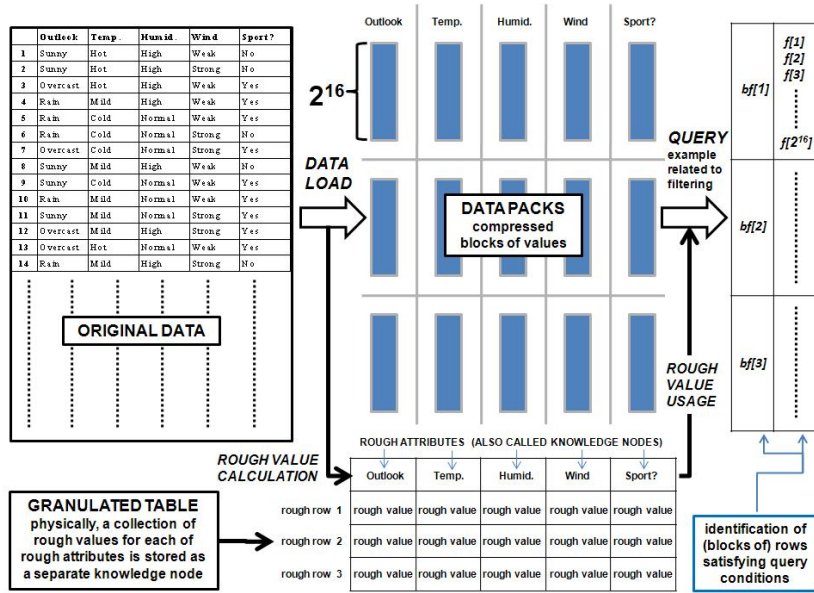 Outlook Temp. Humid. Wind Sport?
1 Sunny Hot High Weak No
2 Sunny Hot High Strong No
3 Overcast Hot High Weak Yes
4 Rain Mild High Weak Yes
5 Rain Cold Normal Weak Yes
6 Rain Cold Normal Strong No
7 Overcast Cold Normal Strong Yes
8 Sunny Mild High Weak No
9 Sunny Cold Normal Weak Yes
10 Rain Mild Normal Weak Yes
11 Sunny Mild Normal Strong Yes
12 Overcast Mild High Strong Yes
13 Overcast Hot Normal Weak Yes
14 Rain Mild High Strong No
ORIGINAL DATA
DATA
LOAD
Outlook Temp. Humid. Wind Sport?
2^16
DATA PACKS
compressed
blocks of values
QUERY
example
related to
filtering
bf[1]
f[1]
f[2]
f[3]
f[2^16]
bf[2]
bf[3]
ROUGH
VALUE
USAGE
ROUGH VALUE
CALCULATION
ROUGH ATTRIBUTES (ALSO CALLED KNOWLEDGE NODES)
Outlook Temp. Humid. Wind Sport?
rough row 1 rough value rough value rough value rough value rough value
rough row 2 rough value rough value rough value rough value rough value
rough row 3 rough value rough value rough value rough value rough value
GRANULATED TABLE
physically, a collection of
rough values for each of
rough attributes is stored as
a separate knowledge node
identification of
(blocks of) rows
satisfying query
conditions